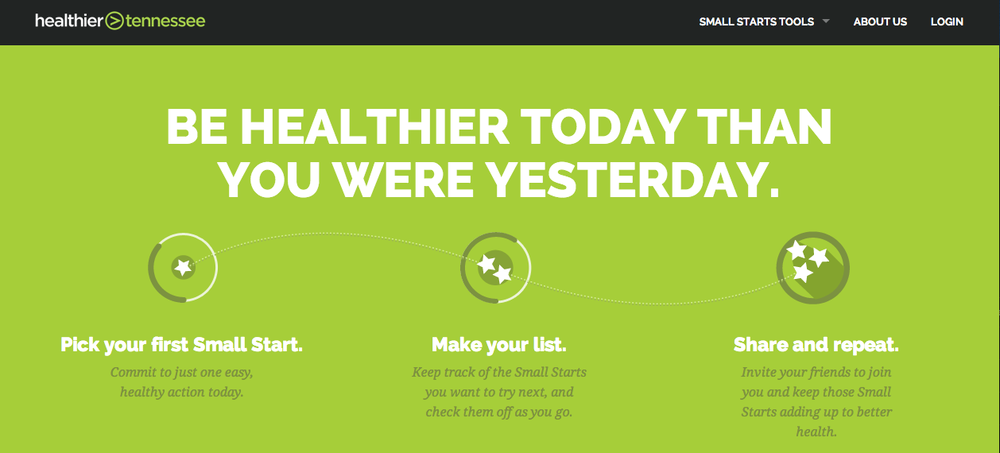 healthier tennessee
SMALL STARTS TOOLS
ABOUT US
LOGIN
BE HEALTHIER TODAY THAN
YOU WERE YESTERDAY.
Pick your first Small Start.
Commit to just one easy,
healthy action today.
Make your list.
Keep track of the Small Starts
you want to try next, and
check them off as you go.
Share and repeat.
Invite your friends to join
you and keep those Small
Starts adding up to better
health.